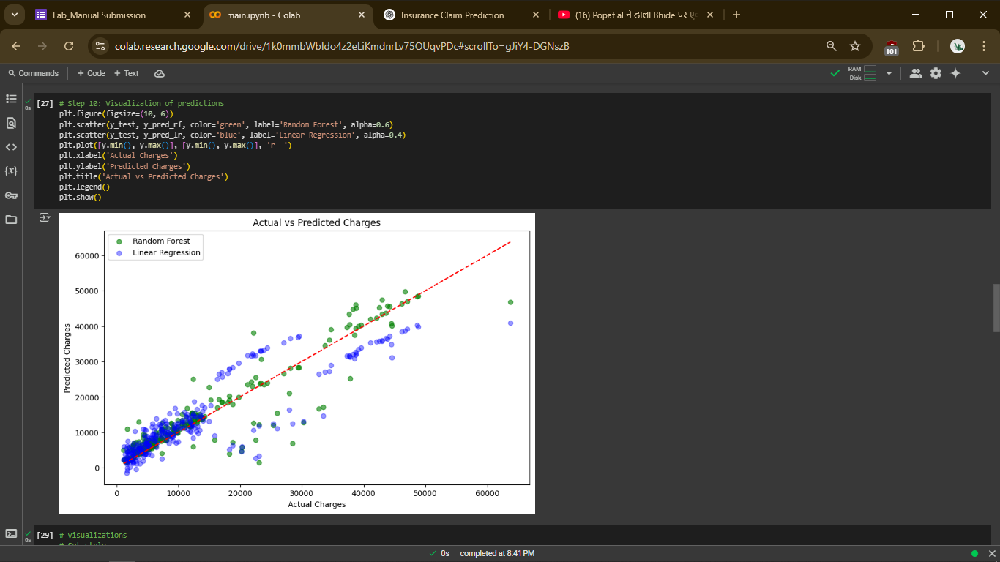 Lab_Manual Submission
main.ipynb - Colab
Insurance Claim Prediction
(16) Popatlal ने डाला Bhide पर
colab.research.google.com/drive/1k0mmbWbIdo4z2eLiKmdnrLv75OUqvPDc#scrollTo=gJiY4-DGNszB
101
Commands
+ Code
+ Text
RAM
Disk
[27]
0s
# Step 10: Visualization of predictions
plt.figure(figsize=(10, 6))
plt.scatter(y_test, y_pred_rf, color='green', label='Random Forest', alpha=0.6)
plt.scatter(y_test, y_pred_lr, color='blue', label='Linear Regression', alpha=0.4)
plt.plot([y.min(), y.max()], [y.min(), y.max()], 'r--')
plt.xlabel('Actual Charges')
plt.ylabel('Predicted Charges')
plt.title('Actual vs Predicted Charges')
plt.legend()
plt.show()
{x}
Actual vs Predicted Charges
Random Forest
Linear Regression
60000
50000
40000
30000
20000
10000
0
Predicted Charges
0 10000 20000 30000 40000 50000 60000
Actual Charges
[29]
0s
# Visualizations
# Set style
0s completed at 8:41 PM